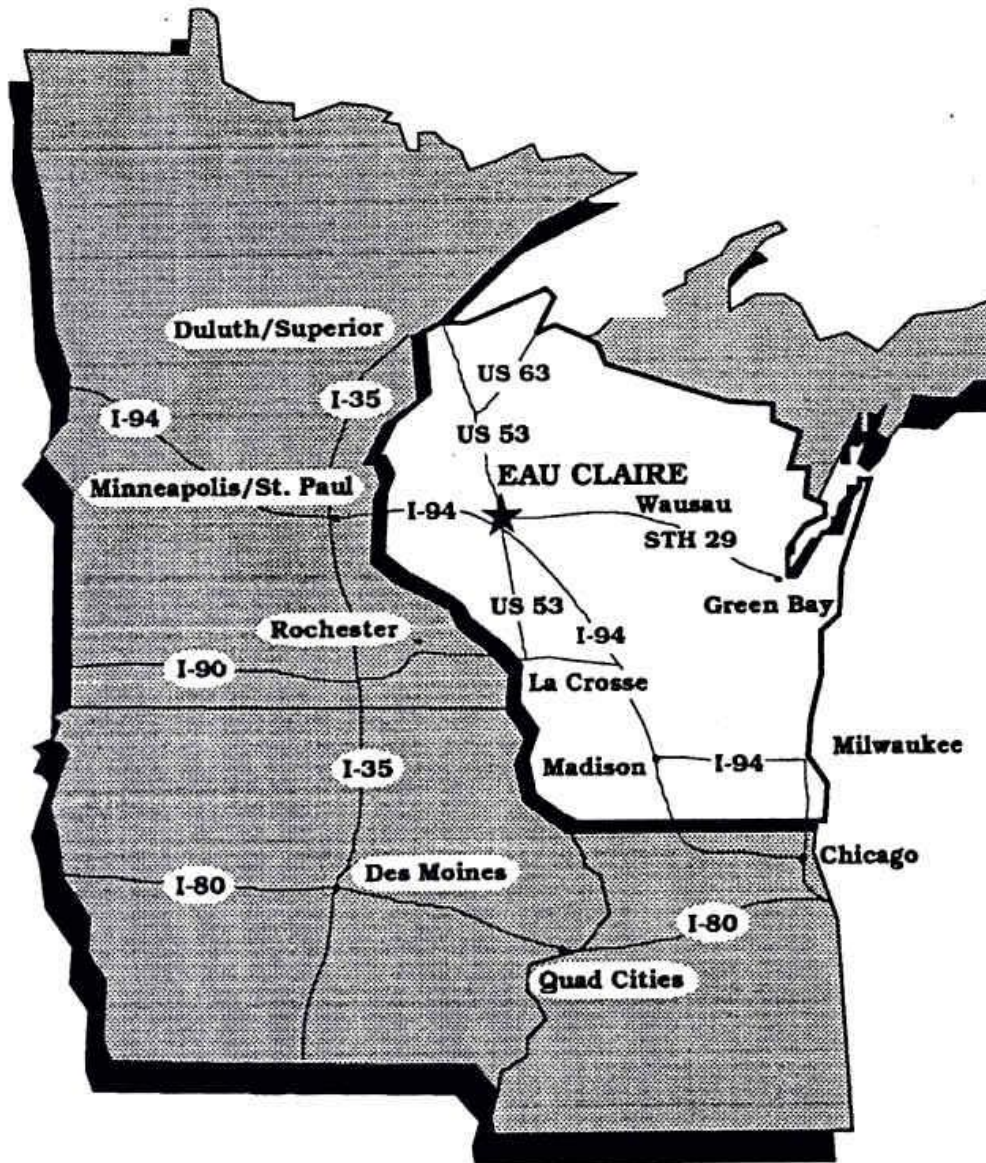 Duluth/Superior
US 63
I-35
I-94
US 53
EAU CLAIRE
Minneapolis/St. Paul
I-94
Wausau
STH 29
US 53
Green Bay
Rochester
I-94
I-90
La Crosse
Milwaukee
I-35
Madison
I-94
Chicago
Des Moines
I-80
I-80
Quad Cities